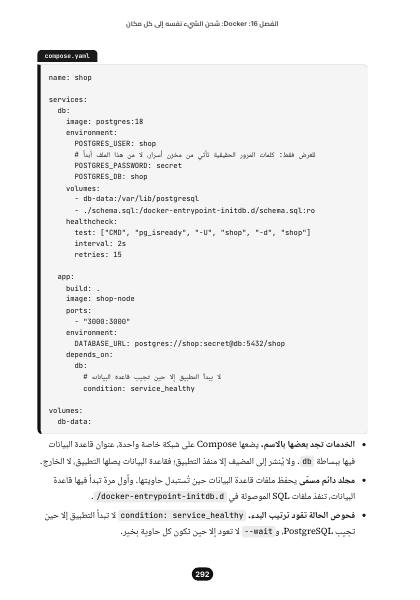 الفصل 16: Docker: شحن الشيء نفسه إلى كل مكان
compose.yaml
name: shop
services:
  db:
    image: postgres:18
    environment:
      POSTGRES_USER: shop
      # للعرض فقط: كلمات المرور الحقيقية تأتي من مخزن أسرار، لا من هذا الملف أبدًا
      POSTGRES_PASSWORD: secret
      POSTGRES_DB: shop
    volumes:
      - db-data:/var/lib/postgresql
      - ./schema.sql:/docker-entrypoint-initdb.d/schema.sql:ro
    healthcheck:
      test: ["CMD", "pg_isready", "-U", "shop", "-d", "shop"]
      interval: 2s
      retries: 15
  app:
    build: .
    image: shop-node
    ports:
      - "3000:3000"
    environment:
      DATABASE_URL: postgres://shop:secret@db:5432/shop
    depends_on:
      db:
        # لا يبدأ التطبيق إلا حين تجيب قاعدة البيانات
        condition: service_healthy
volumes:
  db-data:
• الخدمات تجد بعضها بالاسم. يضعها Compose على شبكة خاصة واحدة، عنوان قاعدة البيانات
فيها ببساطة db. ولا يُنشر إلى المضيف إلا منفذ التطبيق؛ فقاعدة البيانات يصلها التطبيق، لا الخارج.
• مجلد دائم مسمّى يحفظ ملفات قاعدة البيانات حين تُستبدل حاويتها. وأول مرة تبدأ فيها قاعدة
البيانات، تنفذ ملفات SQL الموصولة في /docker-entrypoint-initdb.d.
• فحوص الحالة تقود ترتيب البدء. condition: service_healthy لا تبدأ التطبيق إلا حين
تجيب PostgreSQL، و--wait لا تعود إلا حين تكون كل حاوية بخير.
292